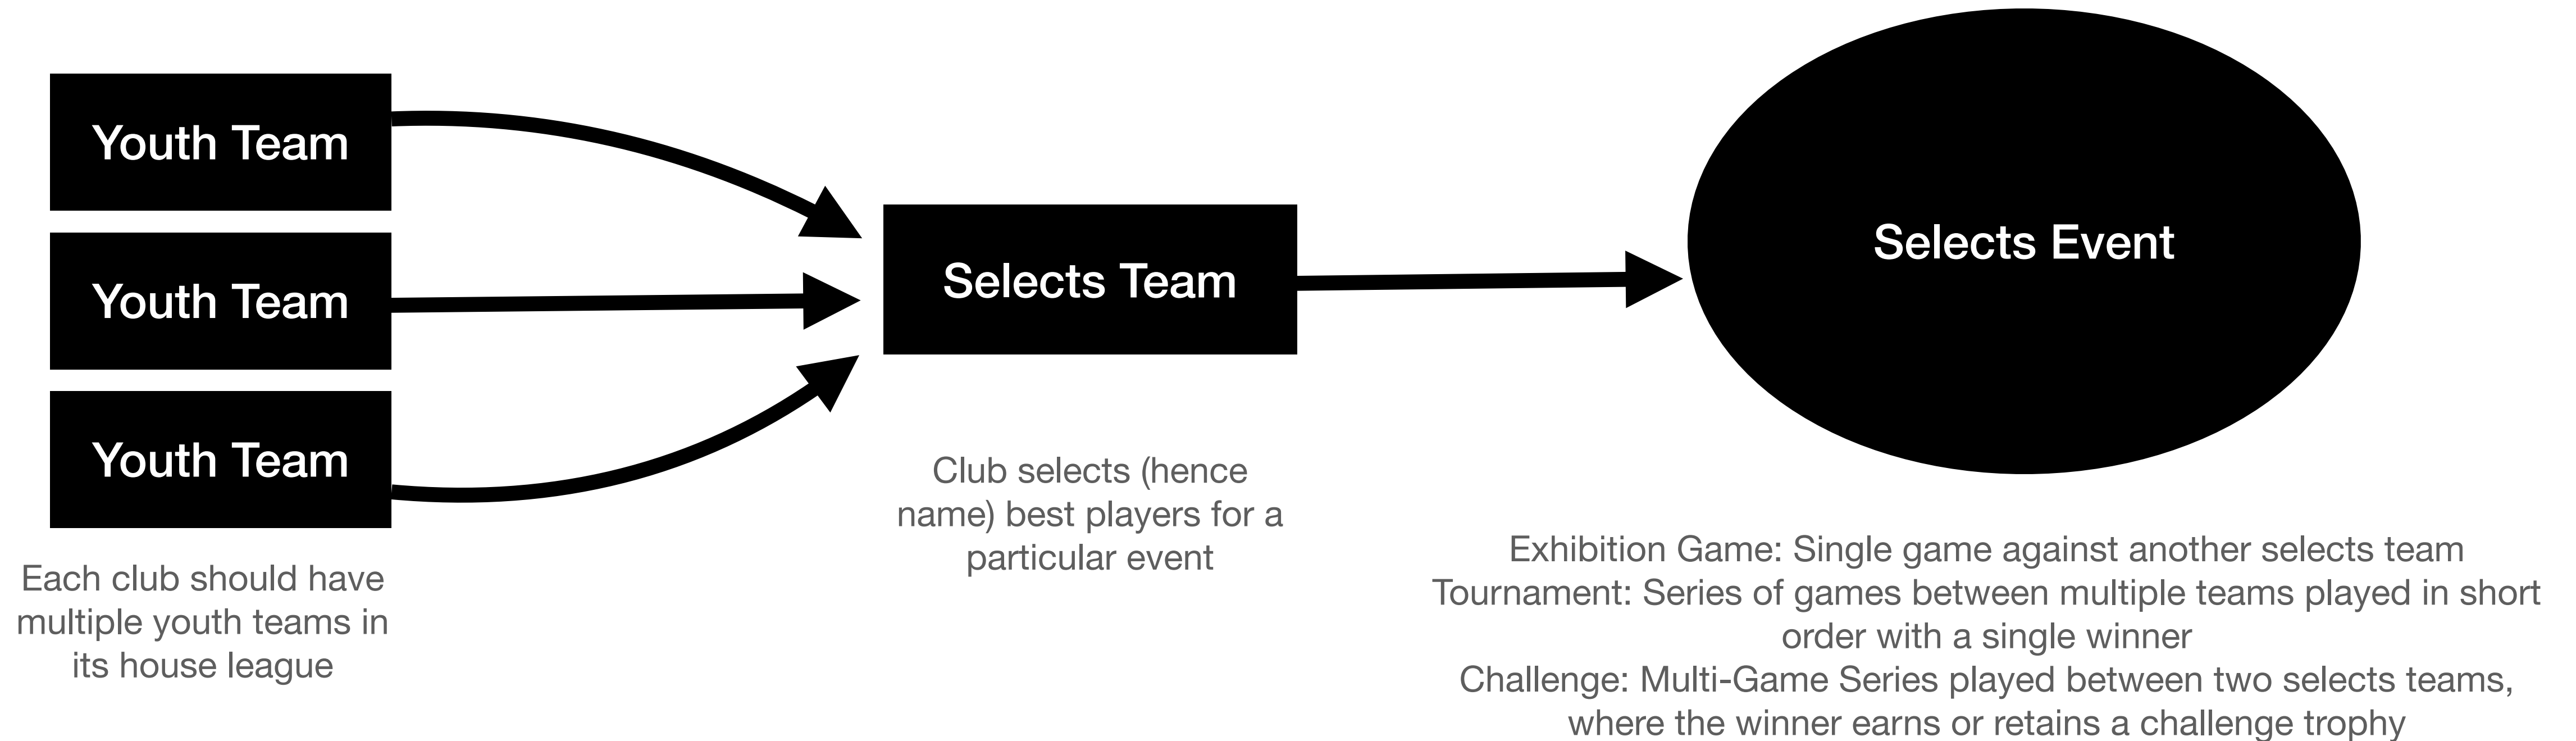 Youth Team
Youth Team
Youth Team
Each club should have
multiple youth teams in
its house league
Selects Team
Club selects (hence
name) best players for a
particular event
Selects Event
Exhibition Game: Single game against another selects team
Tournament: Series of games between multiple teams played in short
order with a single winner
Challenge: Multi-Game Series played between two selects teams,
where the winner earns or retains a challenge trophy